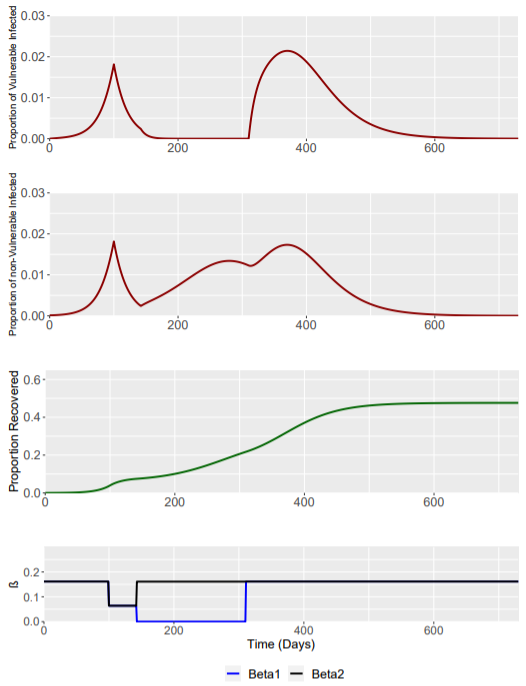 Proportion of Vulnerable Infected
0.03
0.02
0.01
0.00
0 200 400 600
Proportion of non-Vulnerable Infected
0.03
0.02
0.01
0.00
0 200 400 600
Proportion Recovered
0.6
0.4
0.2
0.0
0 200 400 600
ß
0.2
0.1
0.0
0 200 400 600
Time (Days)
Beta1 Beta2